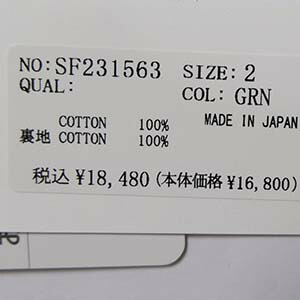 NO:SF231563 SIZE:2
QUAL: COL:GRN
COTTON 100% MADE IN JAPAN
裏地 COTTON 100%
税込 ¥18,480(本体価格 ¥16,800)